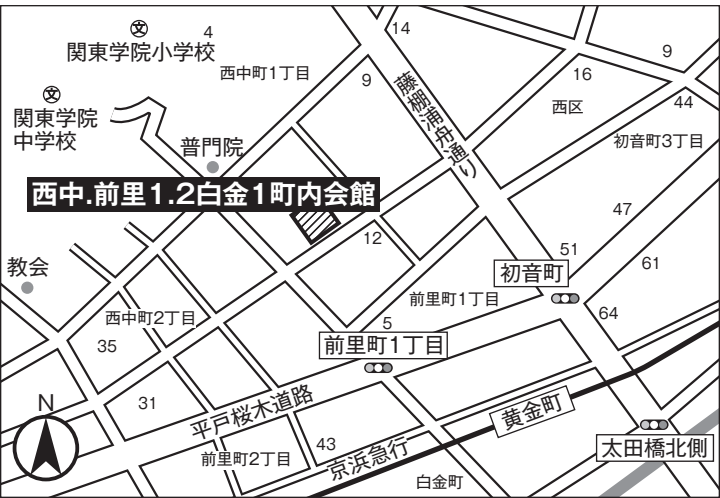 文
4
関東学院小学校
14
9
西中町1丁目
9
16
文
藤棚浦舟通り
西区
44
関東学院
中学校
初音町3丁目
普門院
西中.前里1.2白金1町内会館
47
12
51
61
教会
初音町
前里町1丁目
西中町2丁目
5
64
35
前里町1丁目
N
31
平戸桜木道路
黄金町
43
京浜急行
前里町2丁目
太田橋北側
白金町